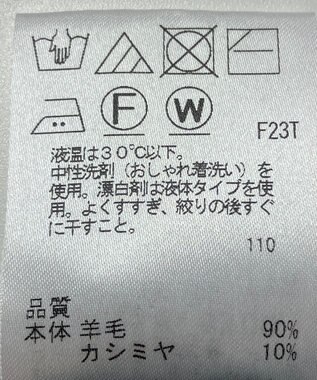 F W
F23T
液温は30℃以下。
中性洗剤（おしゃれ着洗い）を
使用。漂白剤は液体タイプを使
用。よくすすぎ、絞りの後すぐ
に干すこと。
110
品質
本体 羊毛 90%
カシミヤ 10%